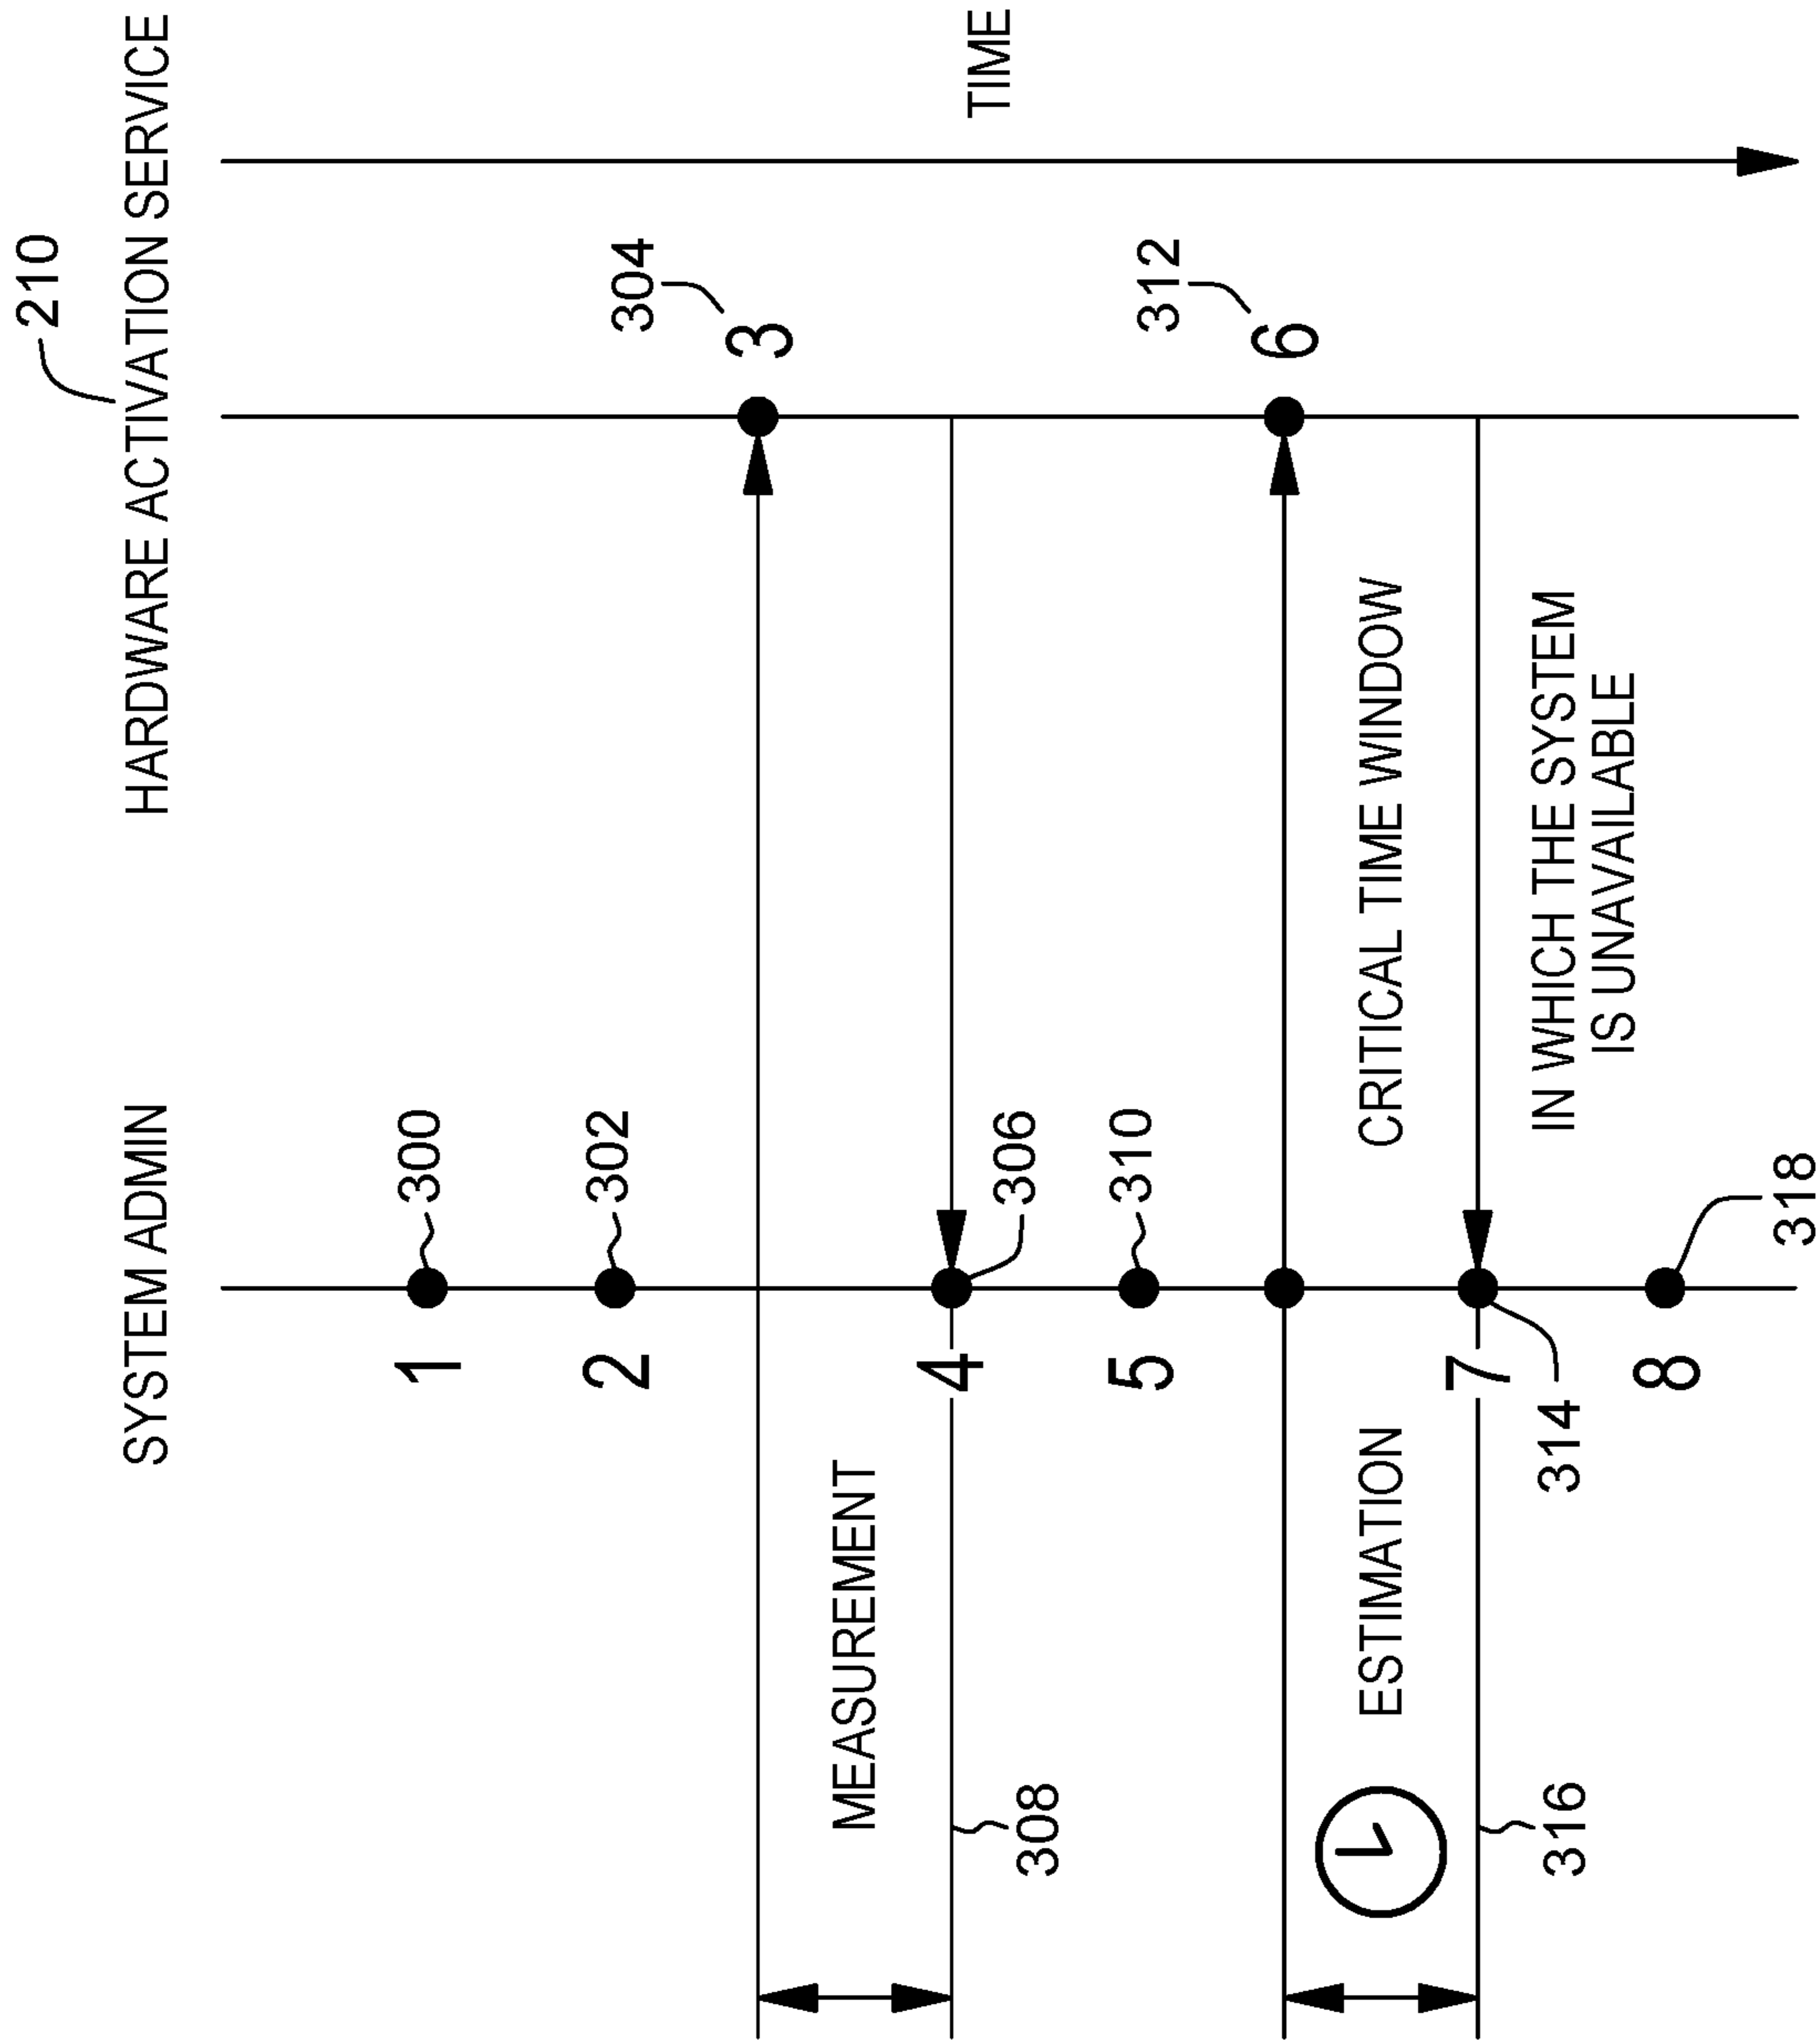 210
SYSTEM ADMIN
HARDWARE ACTIVATION SERVICE
1
300
2
302
304
3
MEASUREMENT
4
306
308
5
310
312
6
TIME
ESTIMATION
CRITICAL TIME WINDOW
7
314
316
IN WHICH THE SYSTEM
IS UNAVAILABLE
8
318